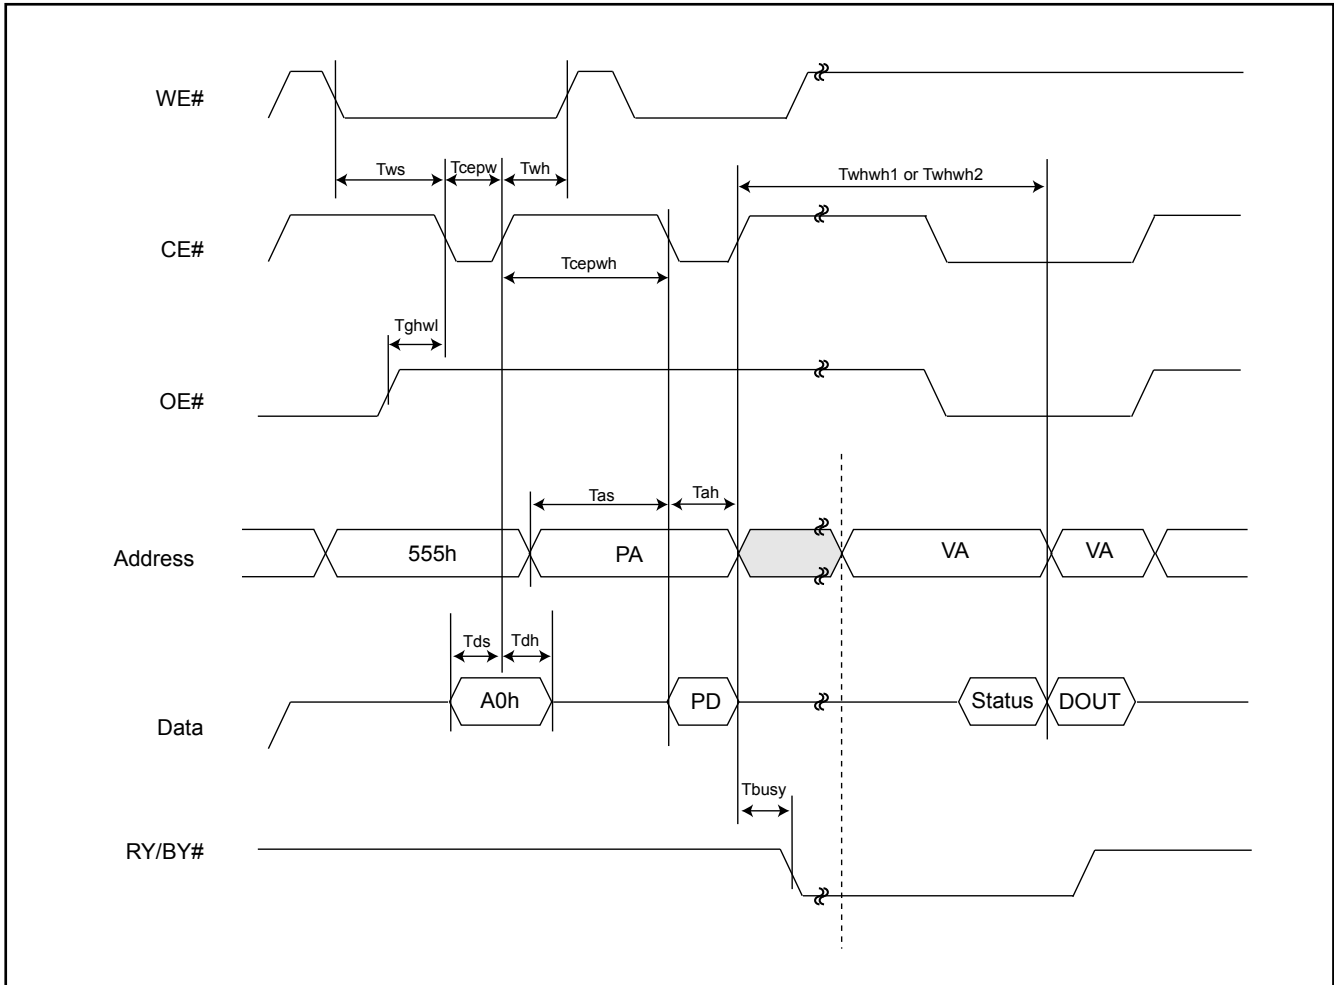 WE#
Tws
Tcepw
Twh
Twhwh1 or Twhwh2
CE#
Tcepwh
Tghwl
OE#
Tas
Tah
Address
555h
PA
VA
VA
Tds
Tdh
Data
A0h
PD
Status
DOUT
Tbusy
RY/BY#